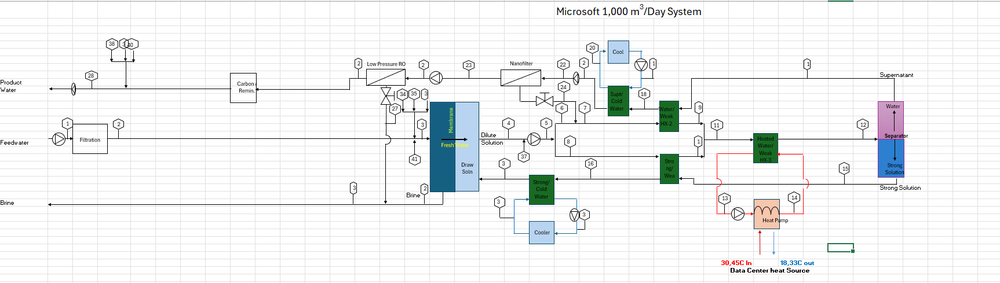 Microsoft 1,000 m³/Day System
38
3
40
20
Cool
1
2
Low Pressure RO
2
23
Nanofilter
22
2
1
Supernatant
28
Product
Water
Carbon/
Remin.
34
35
3
24
Supt/
Cold
Water
18
Water/
Weak
HX-2
9
Water
27
6
7
1
2
3
Membrane
4
5
11
12
Feedwater
Filtration
Fresh Water
Dilute
Solution
8
1
Heated
Water/
Weak
HX-3
Separator
41
37
Draw
Soln
3
16
Stro
ng/
Wea
15
Strong
Solution
3
2
Brine
Strong/
Cold
Water
Strong Solution
Brine
3
3
13
14
Heat Pump
Cooler
30,45C In
18,33C out
Data Center heat Source